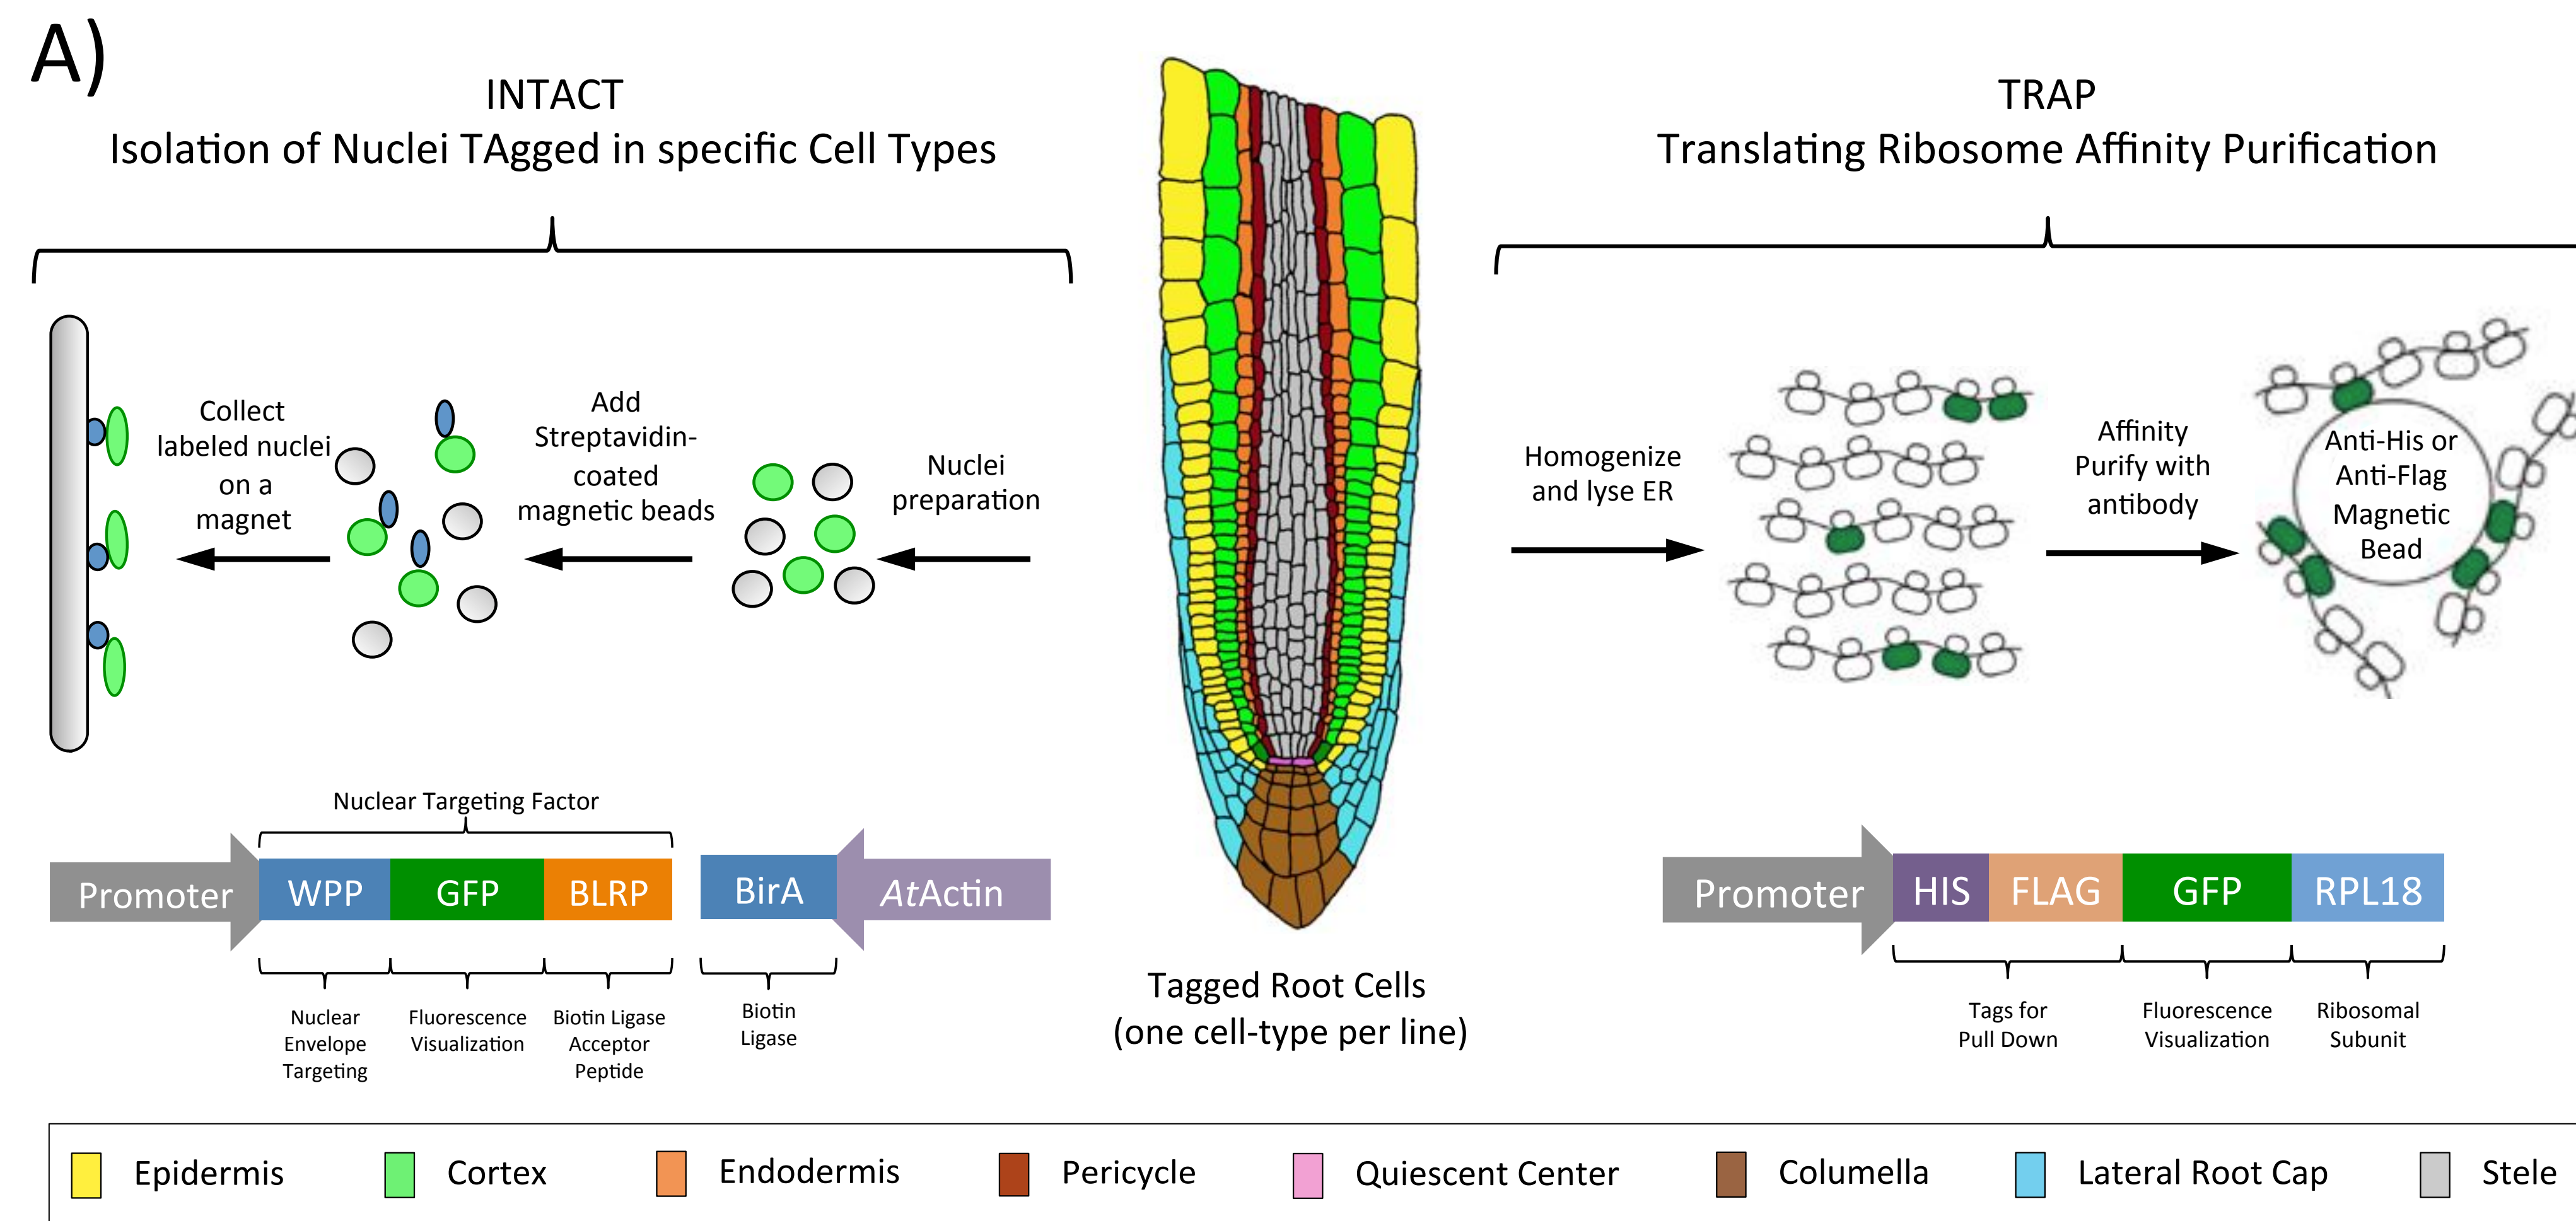 A)
INTACT
Isolation of Nuclei TAgged in specific Cell Types
TRAP
Translating Ribosome Affinity Purification
Collect
labeled nuclei
on a
magnet
Add
Streptavidin-
coated
magnetic beads
Nuclei
preparation
Homogenize
and lyse ER
Affinity
Purify with
antibody
Anti-His or
Anti-Flag
Magnetic
Bead
Nuclear Targeting Factor
Promoter
WPP
GFP
BLRP
BirA
AtActin
Nuclear
Envelope
Targeting
Fluorescence
Visualization
Biotin Ligase
Acceptor
Peptide
Biotin
Ligase
Tagged Root Cells
(one cell-type per line)
Promoter
HIS
FLAG
GFP
RPL18
Tags for
Pull Down
Fluorescence
Visualization
Ribosomal
Subunit
Epidermis
Cortex
Endodermis
Pericycle
Quiescent Center
Columella
Lateral Root Cap
Stele